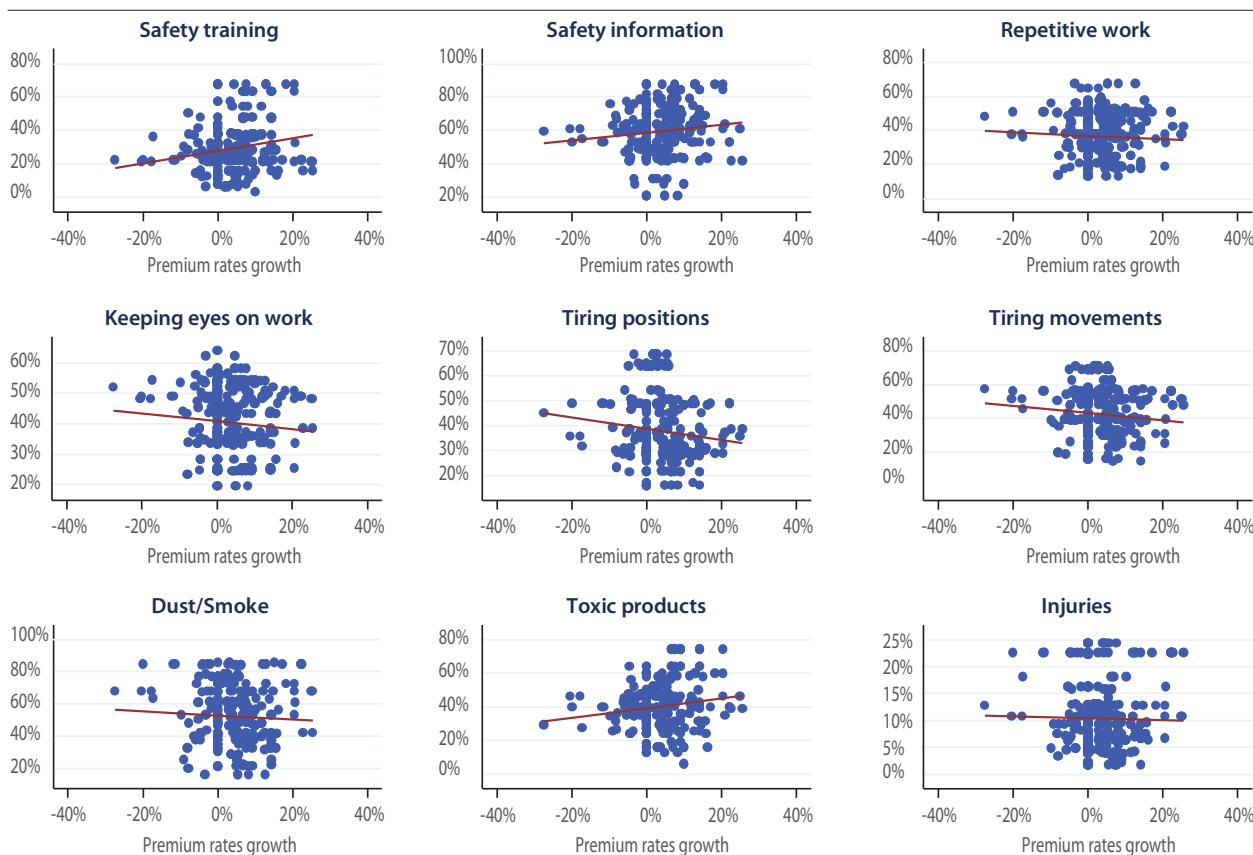 Safety training
80%
60%
40%
20%
0%
-40% -20% 0% 20% 40%
Premium rates growth
Safety information
100%
80%
60%
40%
20%
-40% -20% 0% 20% 40%
Premium rates growth
Repetitive work
80%
60%
40%
20%
0%
-40% -20% 0% 20% 40%
Premium rates growth
Keeping eyes on work
60%
50%
40%
30%
20%
-40% -20% 0% 20% 40%
Premium rates growth
Tiring positions
70%
60%
50%
40%
30%
20%
-40% -20% 0% 20% 40%
Premium rates growth
Tiring movements
80%
60%
40%
20%
0%
-40% -20% 0% 20% 40%
Premium rates growth
Dust/Smoke
100%
80%
60%
40%
20%
-40% -20% 0% 20% 40%
Premium rates growth
Toxic products
80%
60%
40%
20%
0%
-40% -20% 0% 20% 40%
Premium rates growth
Injuries
25%
20%
15%
10%
5%
0%
-40% -20% 0% 20% 40%
Premium rates growth